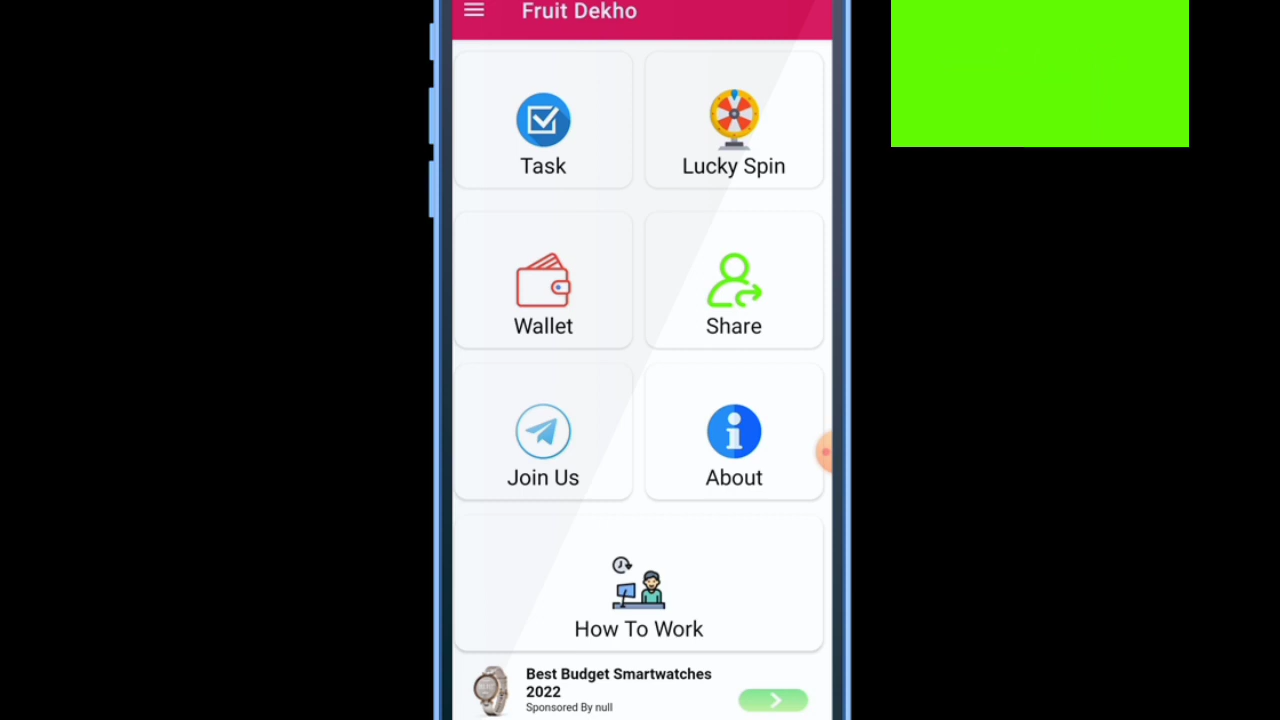 Fruit Dekho
Task
Lucky Spin
Wallet
Share
Join Us
About
How To Work
Best Budget Smartwatches
2022
Sponsored By null